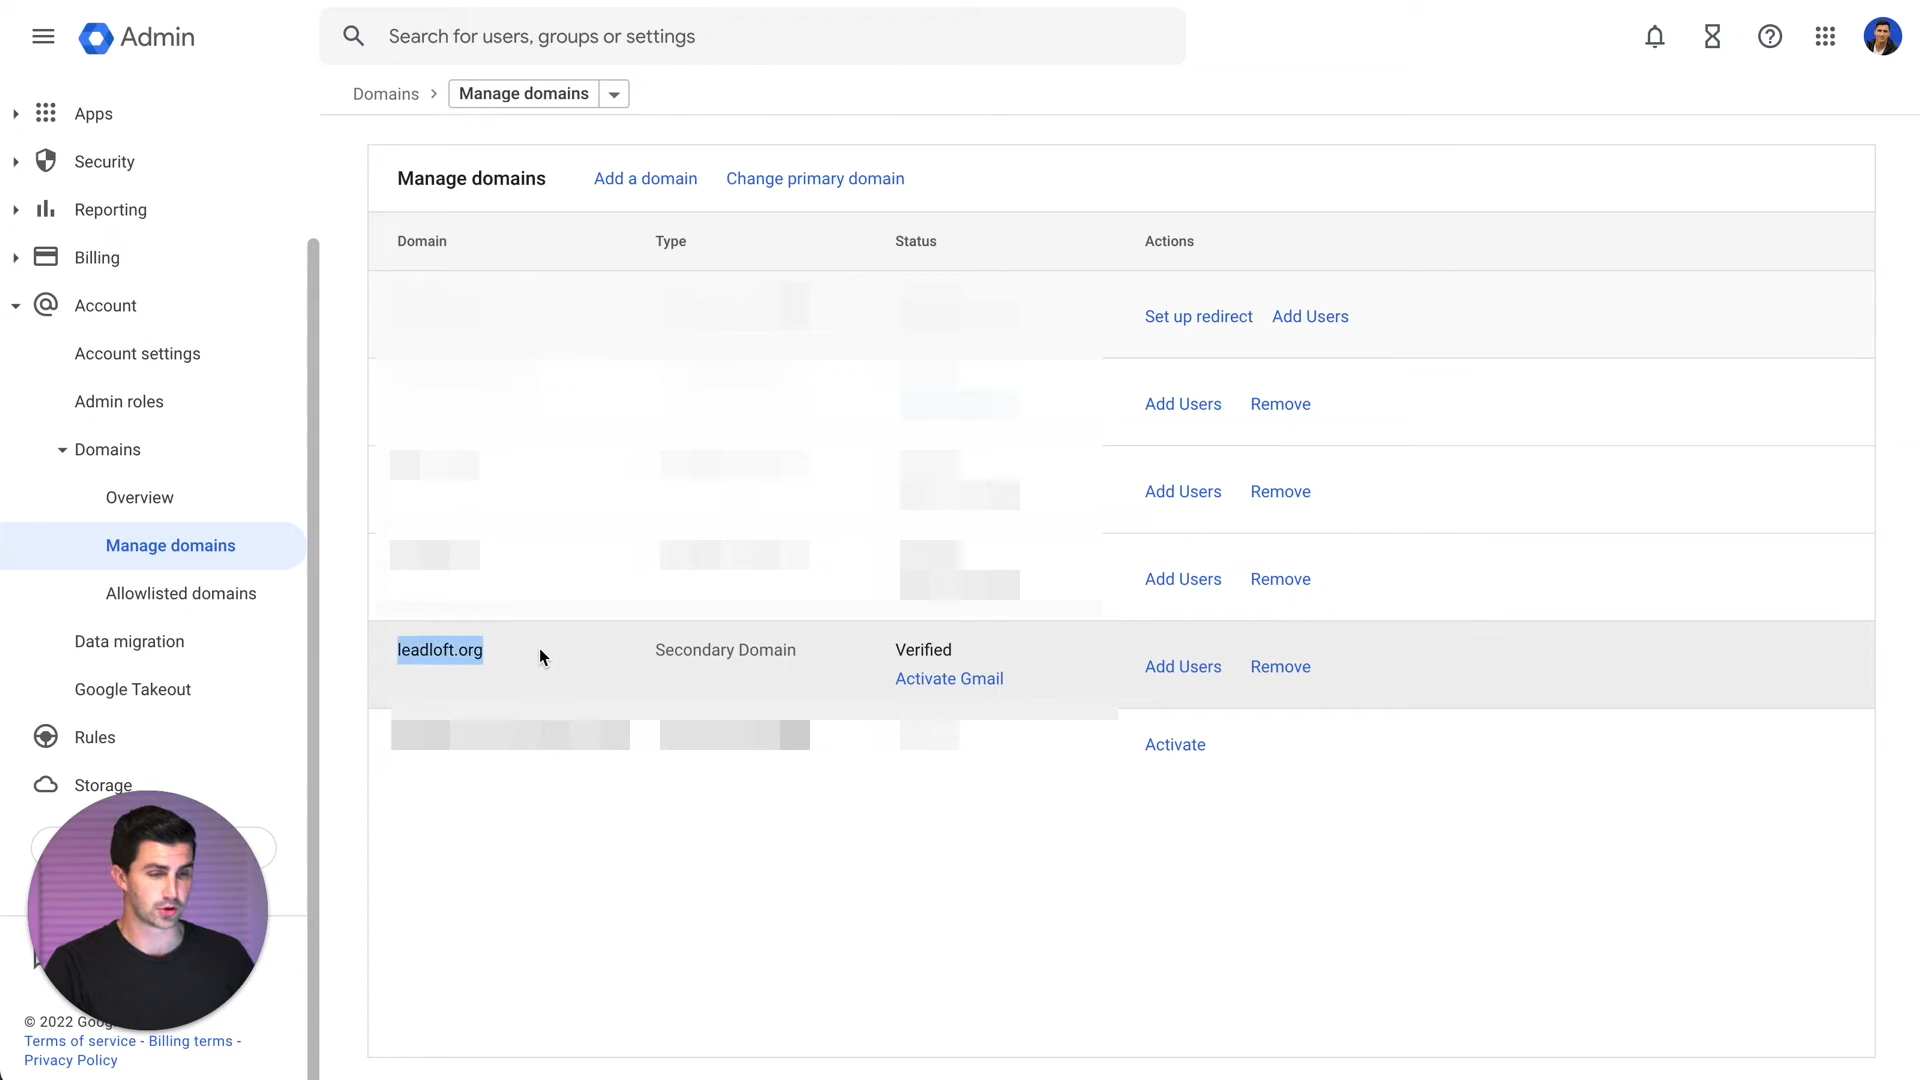 Admin
Search for users, groups or settings
Domains
Manage domains
Apps
Security
Reporting
Billing
Account
Account settings
Admin roles
Domains
Overview
Manage domains
Allowlisted domains
Data migration
Google Takeout
Rules
Storage
© 2022 Goog
Terms of service - Billing terms -
Privacy Policy
Manage domains Add a domain Change primary domain
Domain Type Status Actions
Set up redirect Add Users
Add Users Remove
Add Users Remove
Add Users Remove
leadloft.org Secondary Domain Verified
Activate Gmail
Add Users Remove
Activate